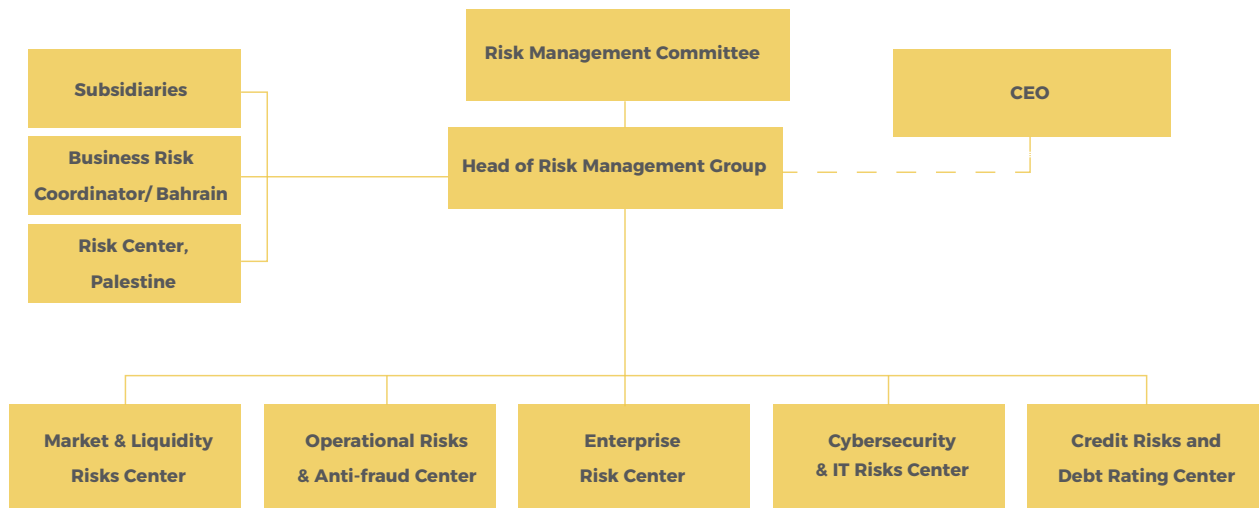 Risk Management Committee
Subsidiaries
CEO
Business Risk
Coordinator/ Bahrain
Head of Risk Management Group
Risk Center,
Palestine
Market & Liquidity
Risks Center
Operational Risks
& Anti-fraud Center
Enterprise
Risk Center
Cybersecurity
& IT Risks Center
Credit Risks and
Debt Rating Center